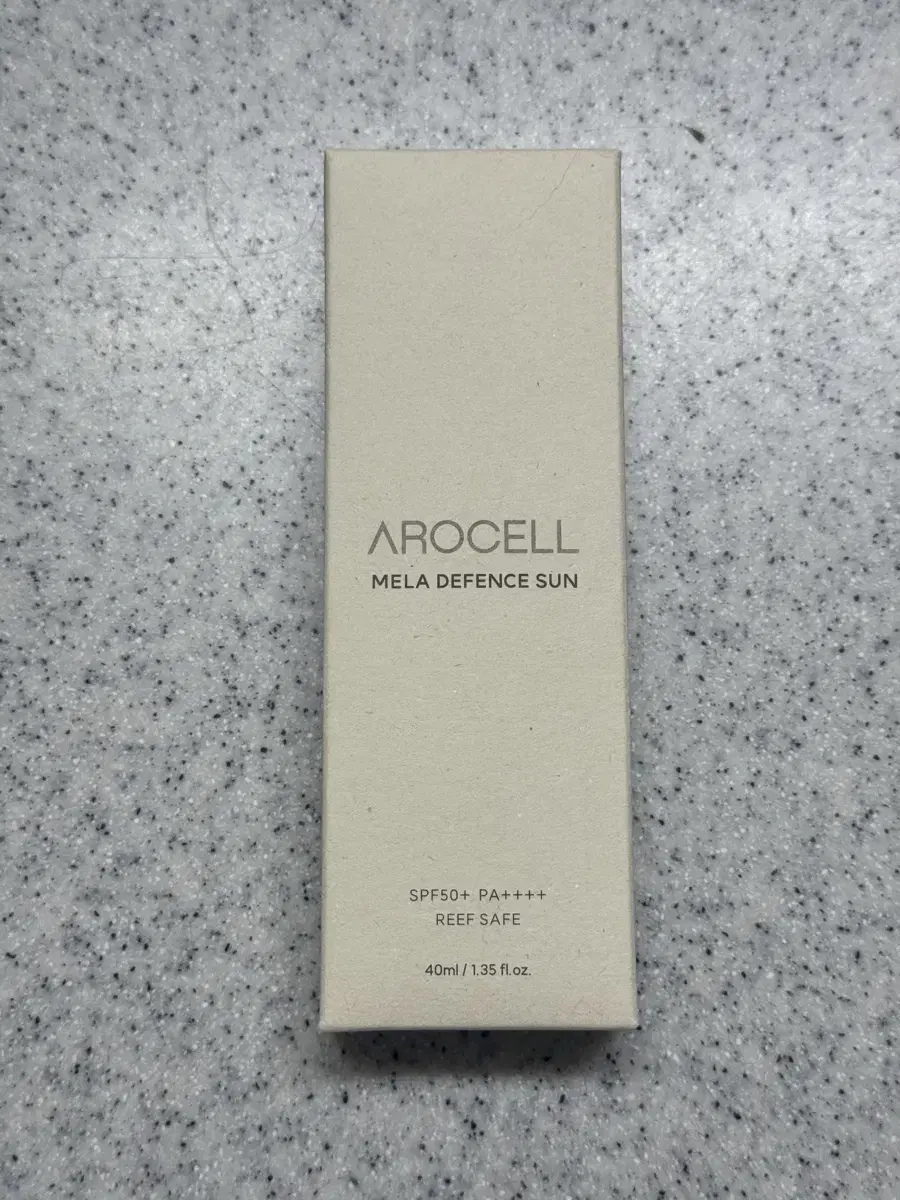 AROCELL
MELA DEFENCE SUN
SPF50+ PA++++
REEF SAFE
40ml / 1.35 fl.oz.